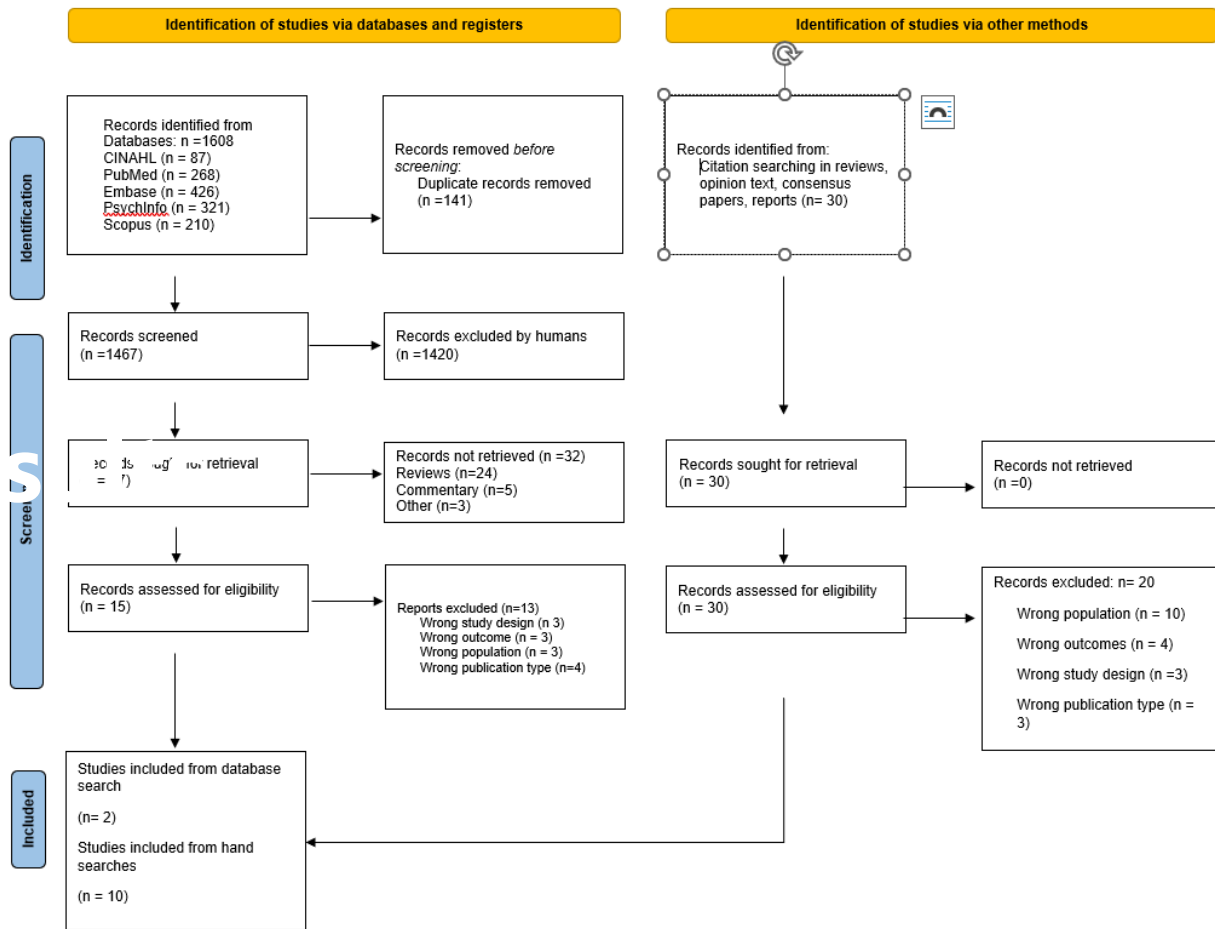 Identification of studies via databases and registers
Identification of studies via other methods
Identification
Records identified from
Databases: n =1608
CINAHL (n = 87)
PubMed (n = 268)
Embase (n = 426)
PsychInfo (n = 321)
Scopus (n = 210)
Records removed before
screening:
Duplicate records removed
(n =141)
Records identified from:
Citation searching in reviews,
opinion text, consensus
papers, reports (n= 30)
Records screened
(n =1467)
Records excluded by humans
(n =1420)
for retrieval
Records not retrieved (n =32)
Reviews (n=24)
Commentary (n=5)
Other (n=3)
Records sought for retrieval
(n = 30)
Records not retrieved
(n =0)
Records assessed for eligibility
(n = 15)
Reports excluded (n=13)
Wrong study design (n 3)
Wrong outcome (n = 3)
Wrong population (n = 3)
Wrong publication type (n=4)
Records assessed for eligibility
(n = 30)
Records excluded: n= 20
Wrong population (n = 10)
Wrong outcomes (n = 4)
Wrong study design (n =3)
Wrong publication type (n =
3)
Included
Studies included from database
search
(n= 2)
Studies included from hand
searches
(n = 10)